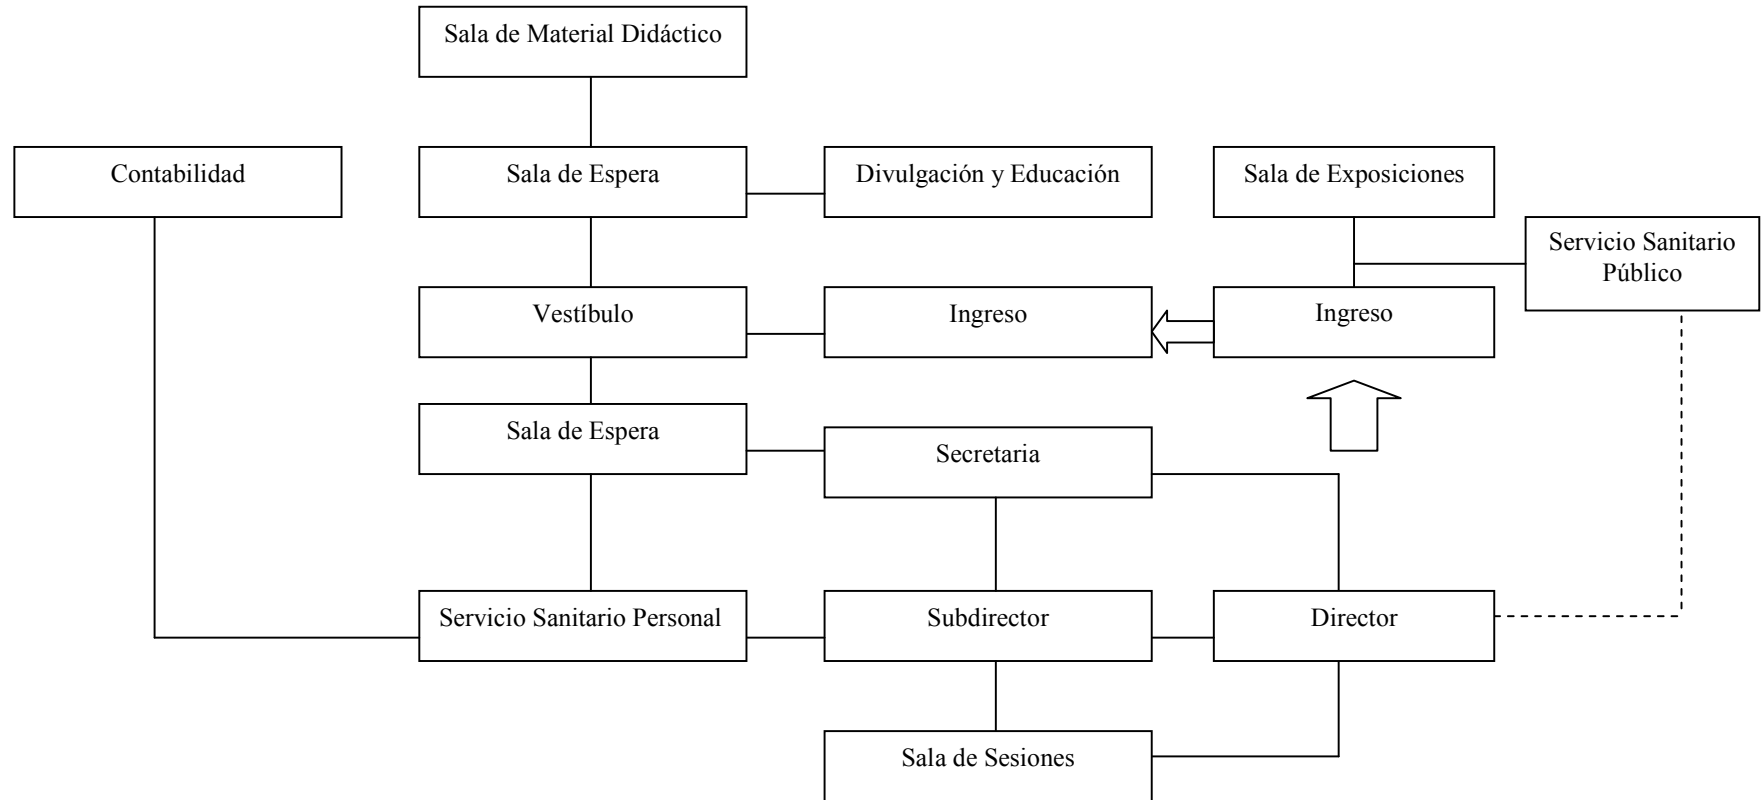 Sala de Material Didáctico
Contabilidad
Sala de Espera
Divulgación y Educación
Sala de Exposiciones
Servicio Sanitario
Público
Vestíbulo
Ingreso
Ingreso
Sala de Espera
Secretaria
Servicio Sanitario Personal
Subdirector
Director
Sala de Sesiones